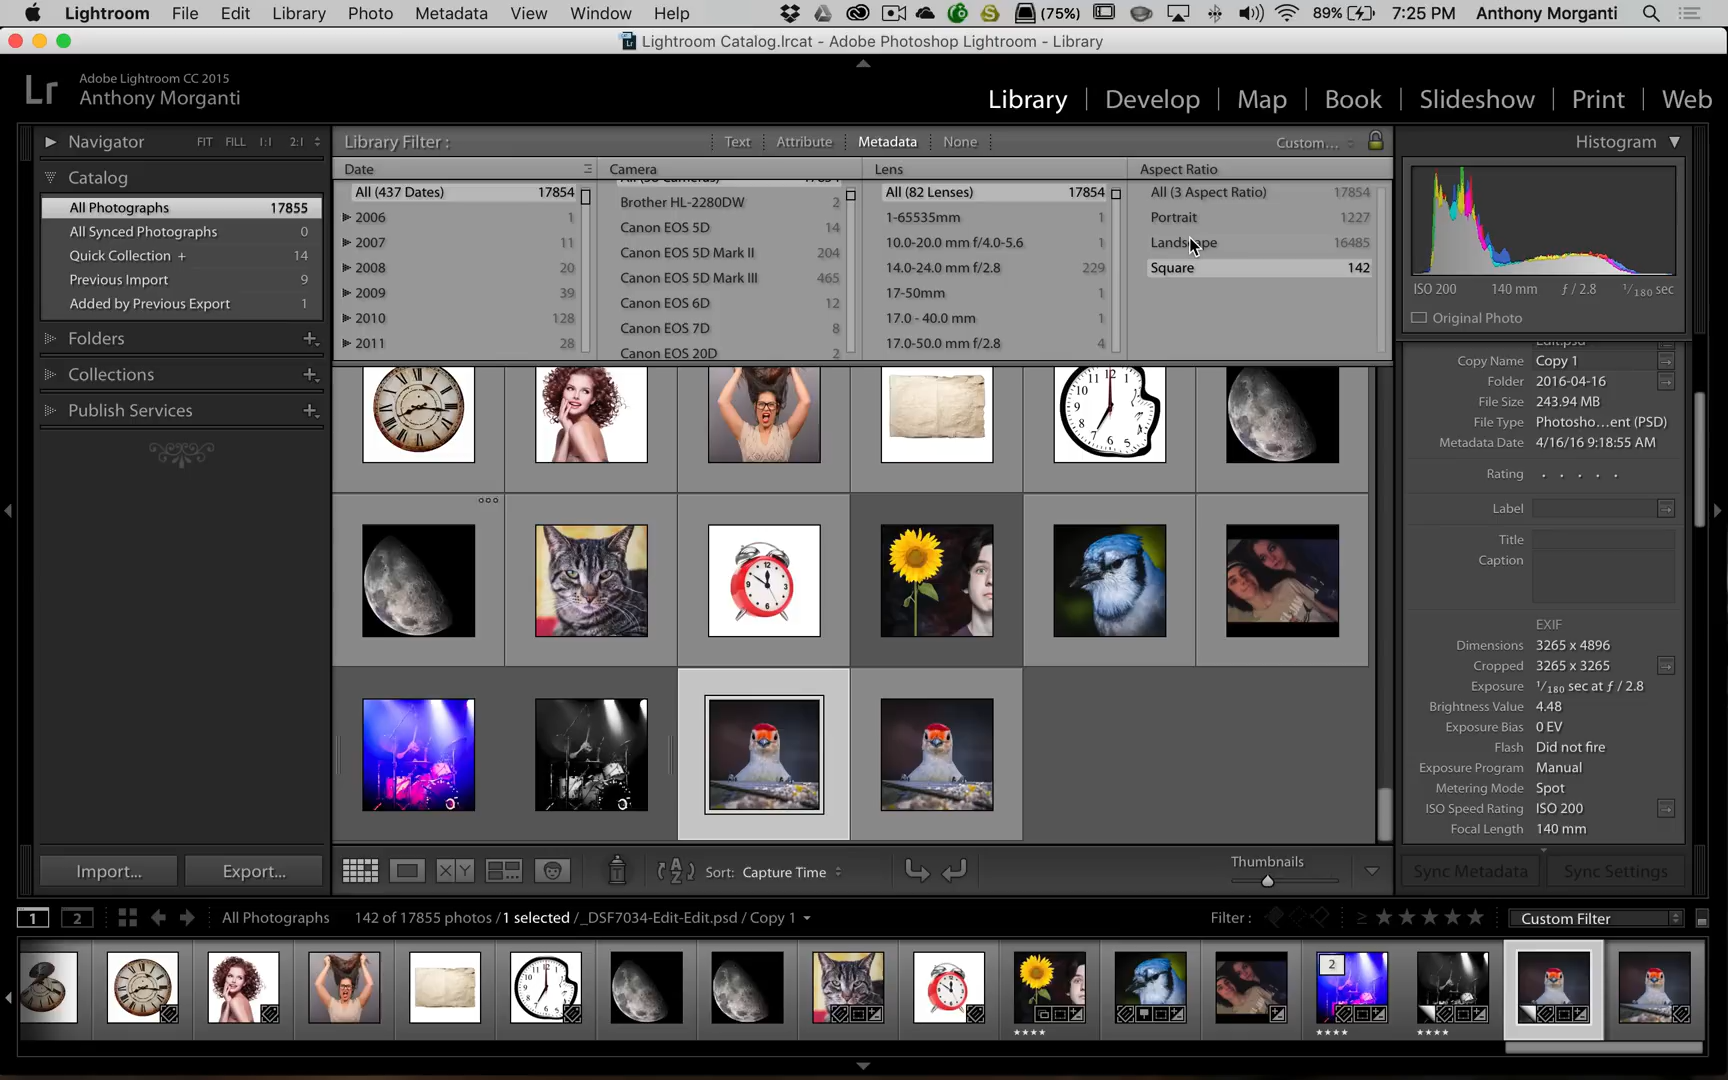 Lightroom File Edit Library Photo Metadata View Window Help (75%) 89% 7:25 PM Anthony Morganti
Lightroom Catalog.lrcat - Adobe Photoshop Lightroom - Library
Lr Adobe Lightroom CC 2015
Anthony Morganti
Library | Develop | Map | Book | Slideshow | Print | Web
Navigator FIT FILL 1:1 2:1
Catalog
All Photographs 17855
All Synced Photographs 0
Quick Collection + 14
Previous Import 9
Added by Previous Export 1
Folders
Collections
Publish Services
Import...
Export...
Library Filter : Text Attribute Metadata None Custom...
Date
All (437 Dates) 17854
2006 1
2007 11
2008 20
2009 39
2010 128
2011 28
Camera
Brother HL-2280DW 2
Canon EOS 5D 14
Canon EOS 5D Mark II 204
Canon EOS 5D Mark III 465
Canon EOS 6D 12
Canon EOS 7D 8
Canon EOS 20D 2
Lens
All (82 Lenses) 17854
1-65535mm 1
10.0-20.0 mm f/4.0-5.6 1
14.0-24.0 mm f/2.8 229
17-50mm 1
17.0 - 40.0 mm 1
17.0-50.0 mm f/2.8 4
Aspect Ratio
All (3 Aspect Ratio) 17854
Portrait 1227
Landscape 16485
Square 142
Histogram
ISO 200 140 mm ƒ / 2.8 1/180 sec
Original Photo
Edit.psd
Copy Name Copy 1
Folder 2016-04-16
File Size 243.94 MB
File Type Photosho...ent (PSD)
Metadata Date 4/16/16 9:18:55 AM
Rating . . . . .
Label
Title
Caption
EXIF
Dimensions 3265 x 4896
Cropped 3265 x 3265
Exposure 1/180 sec at ƒ / 2.8
Brightness Value 4.48
Exposure Bias 0 EV
Flash Did not fire
Exposure Program Manual
Metering Mode Spot
ISO Speed Rating ISO 200
Focal Length 140 mm
Sync Metadata
Sync Settings
Sort: Capture Time
Thumbnails
1 2 All Photographs 142 of 17855 photos / 1 selected / _DSF7034-Edit-Edit.psd / Copy 1
Filter : ≥ ★★★★★ Custom Filter
2
★★★★
★★★★
★★★★